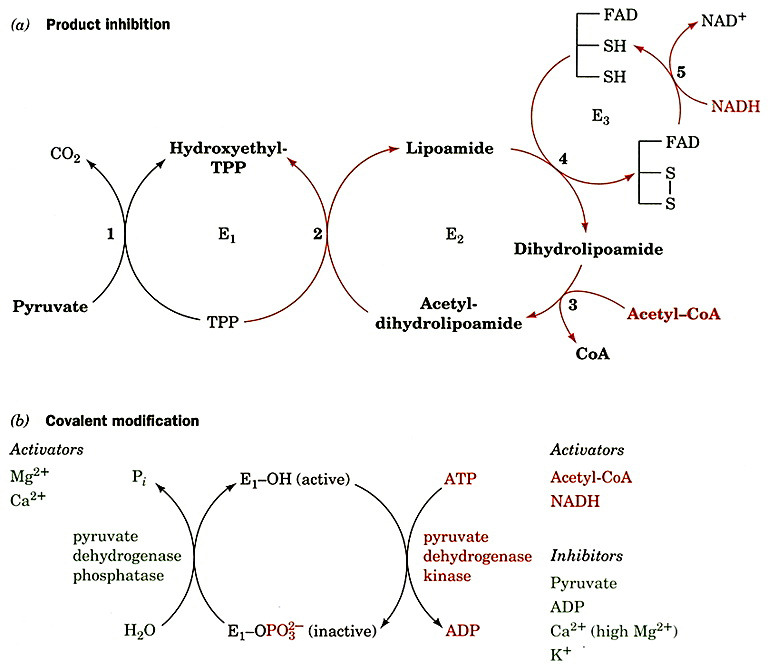 (a) Product inhibition
FAD
SH
SH
NAD+
5
E3
NADH
FAD
S
S
CO2
Hydroxyethyl-
TPP
Lipoamide
4
1
E1
2
E2
Dihydrolipoamide
Pyruvate
TPP
Acetyl-
dihydrolipoamide
3
Acetyl–CoA
CoA
(b) Covalent modification
Activators
Mg2+
Ca2+
Pi
E1–OH (active)
ATP
pyruvate
dehydrogenase
phosphatase
pyruvate
dehydrogenase
kinase
H2O
E1–OPO32− (inactive)
ADP
Activators
Acetyl-CoA
NADH
Inhibitors
Pyruvate
ADP
Ca2+ (high Mg2+)
K+